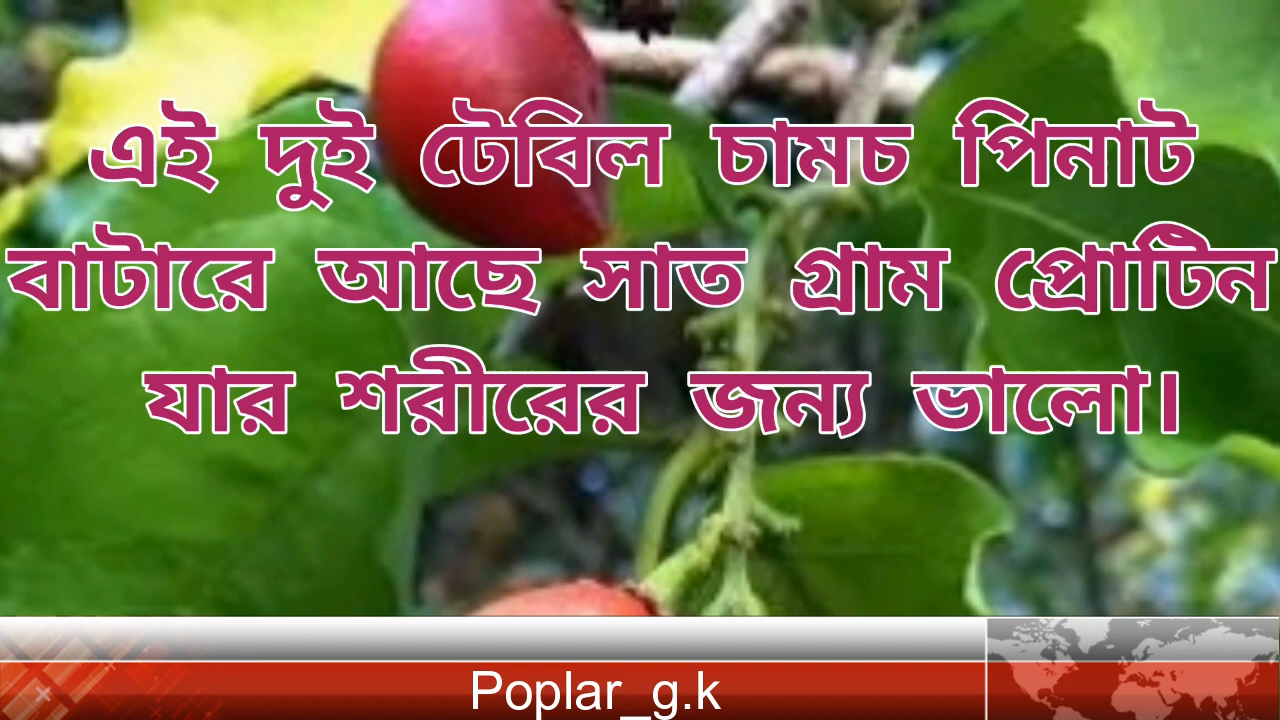 এই দুই টেবিল চামচ পিনাট
বাটারে আছে সাত গ্রাম প্রোটিন
যার শরীরের জন্য ভালো।
Poplar_g.k